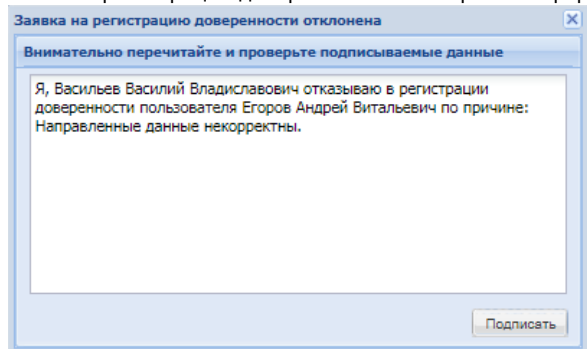 Заявка на регистрацию доверенности отклонена
Внимательно перечитайте и проверьте подписываемые данные
Я, Васильев Василий Владиславович отказываю в регистрации
доверенности пользователя Егоров Андрей Витальевич по причине:
Направленные данные некорректны.
Подписать